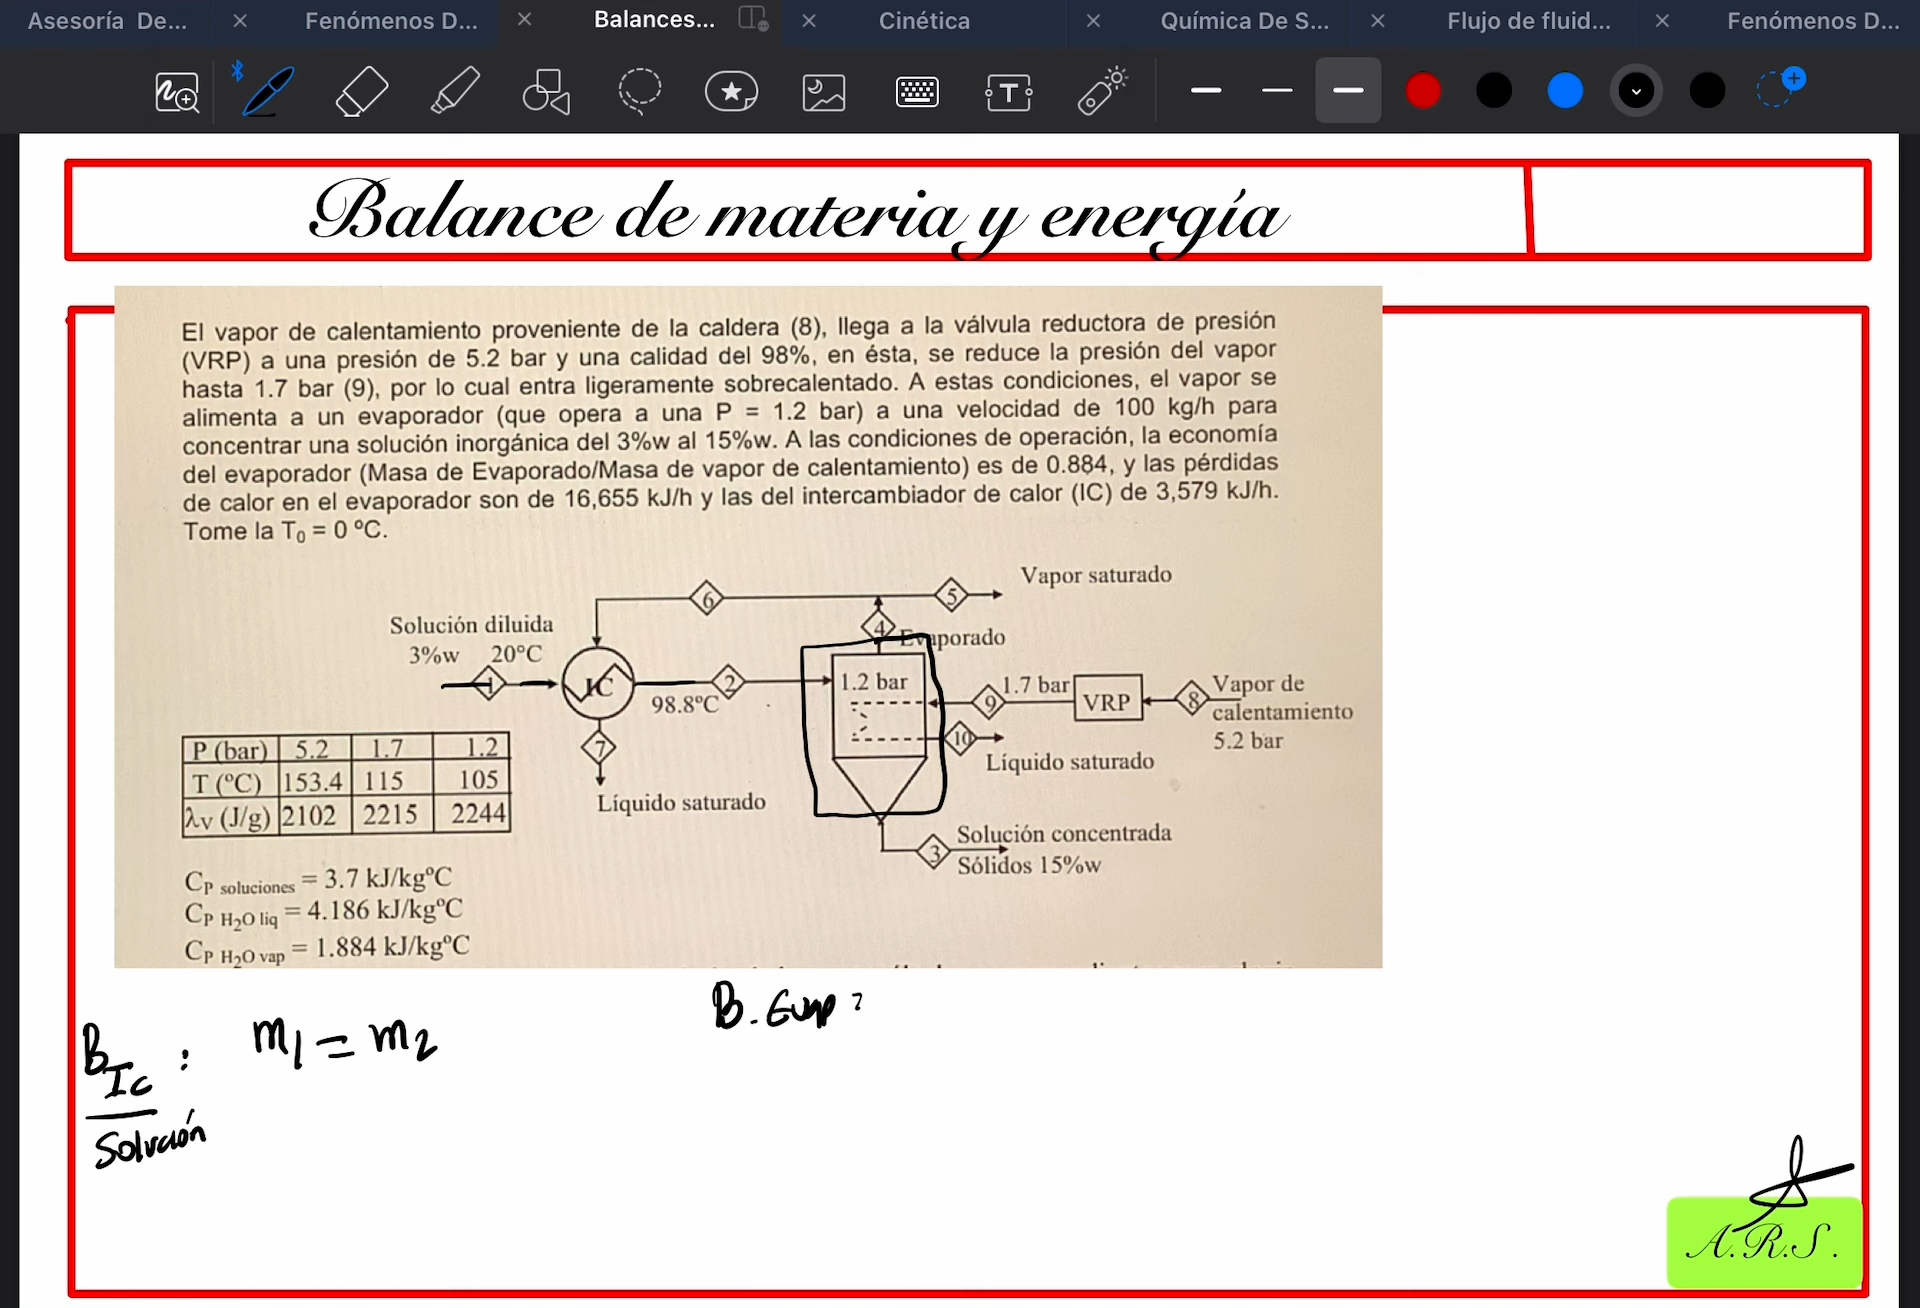 Asesoría De...
Fenómenos D...
Balances...
Cinética
Química De S...
Flujo de fluid...
Fenómenos D...
Balance de materia y energía
El vapor de calentamiento proveniente de la caldera (8), llega a la válvula reductora de presión
(VRP) a una presión de 5.2 bar y una calidad del 98%, en ésta, se reduce la presión del vapor
hasta 1.7 bar (9), por lo cual entra ligeramente sobrecalentado. A estas condiciones, el vapor se
alimenta a un evaporador (que opera a una P = 1.2 bar) a una velocidad de 100 kg/h para
concentrar una solución inorgánica del 3%w al 15%w. A las condiciones de operación, la economía
del evaporador (Masa de Evaporado/Masa de vapor de calentamiento) es de 0.884, y las pérdidas
de calor en el evaporador son de 16,655 kJ/h y las del intercambiador de calor (IC) de 3,579 kJ/h.
Tome la T₀ = 0 ºC.
Vapor saturado
5
6
Solución diluida
3%w 20°C
4
Evaporado
1
IC
2
98.8ºC
1.2 bar
9
1.7 bar
VRP
8
Vapor de
calentamiento
5.2 bar
10
Líquido saturado
7
Líquido saturado
3
Solución concentrada
Sólidos 15%w
P (bar) 5.2 1.7 1.2
T (ºC) 153.4 115 105
λv (J/g) 2102 2215 2244
CP soluciones = 3.7 kJ/kgºC
CP H₂O liq = 4.186 kJ/kgºC
CP H₂O vap = 1.884 kJ/kgºC
B IC : m1 = m2
Solución
B. Evap :
A.R.S.